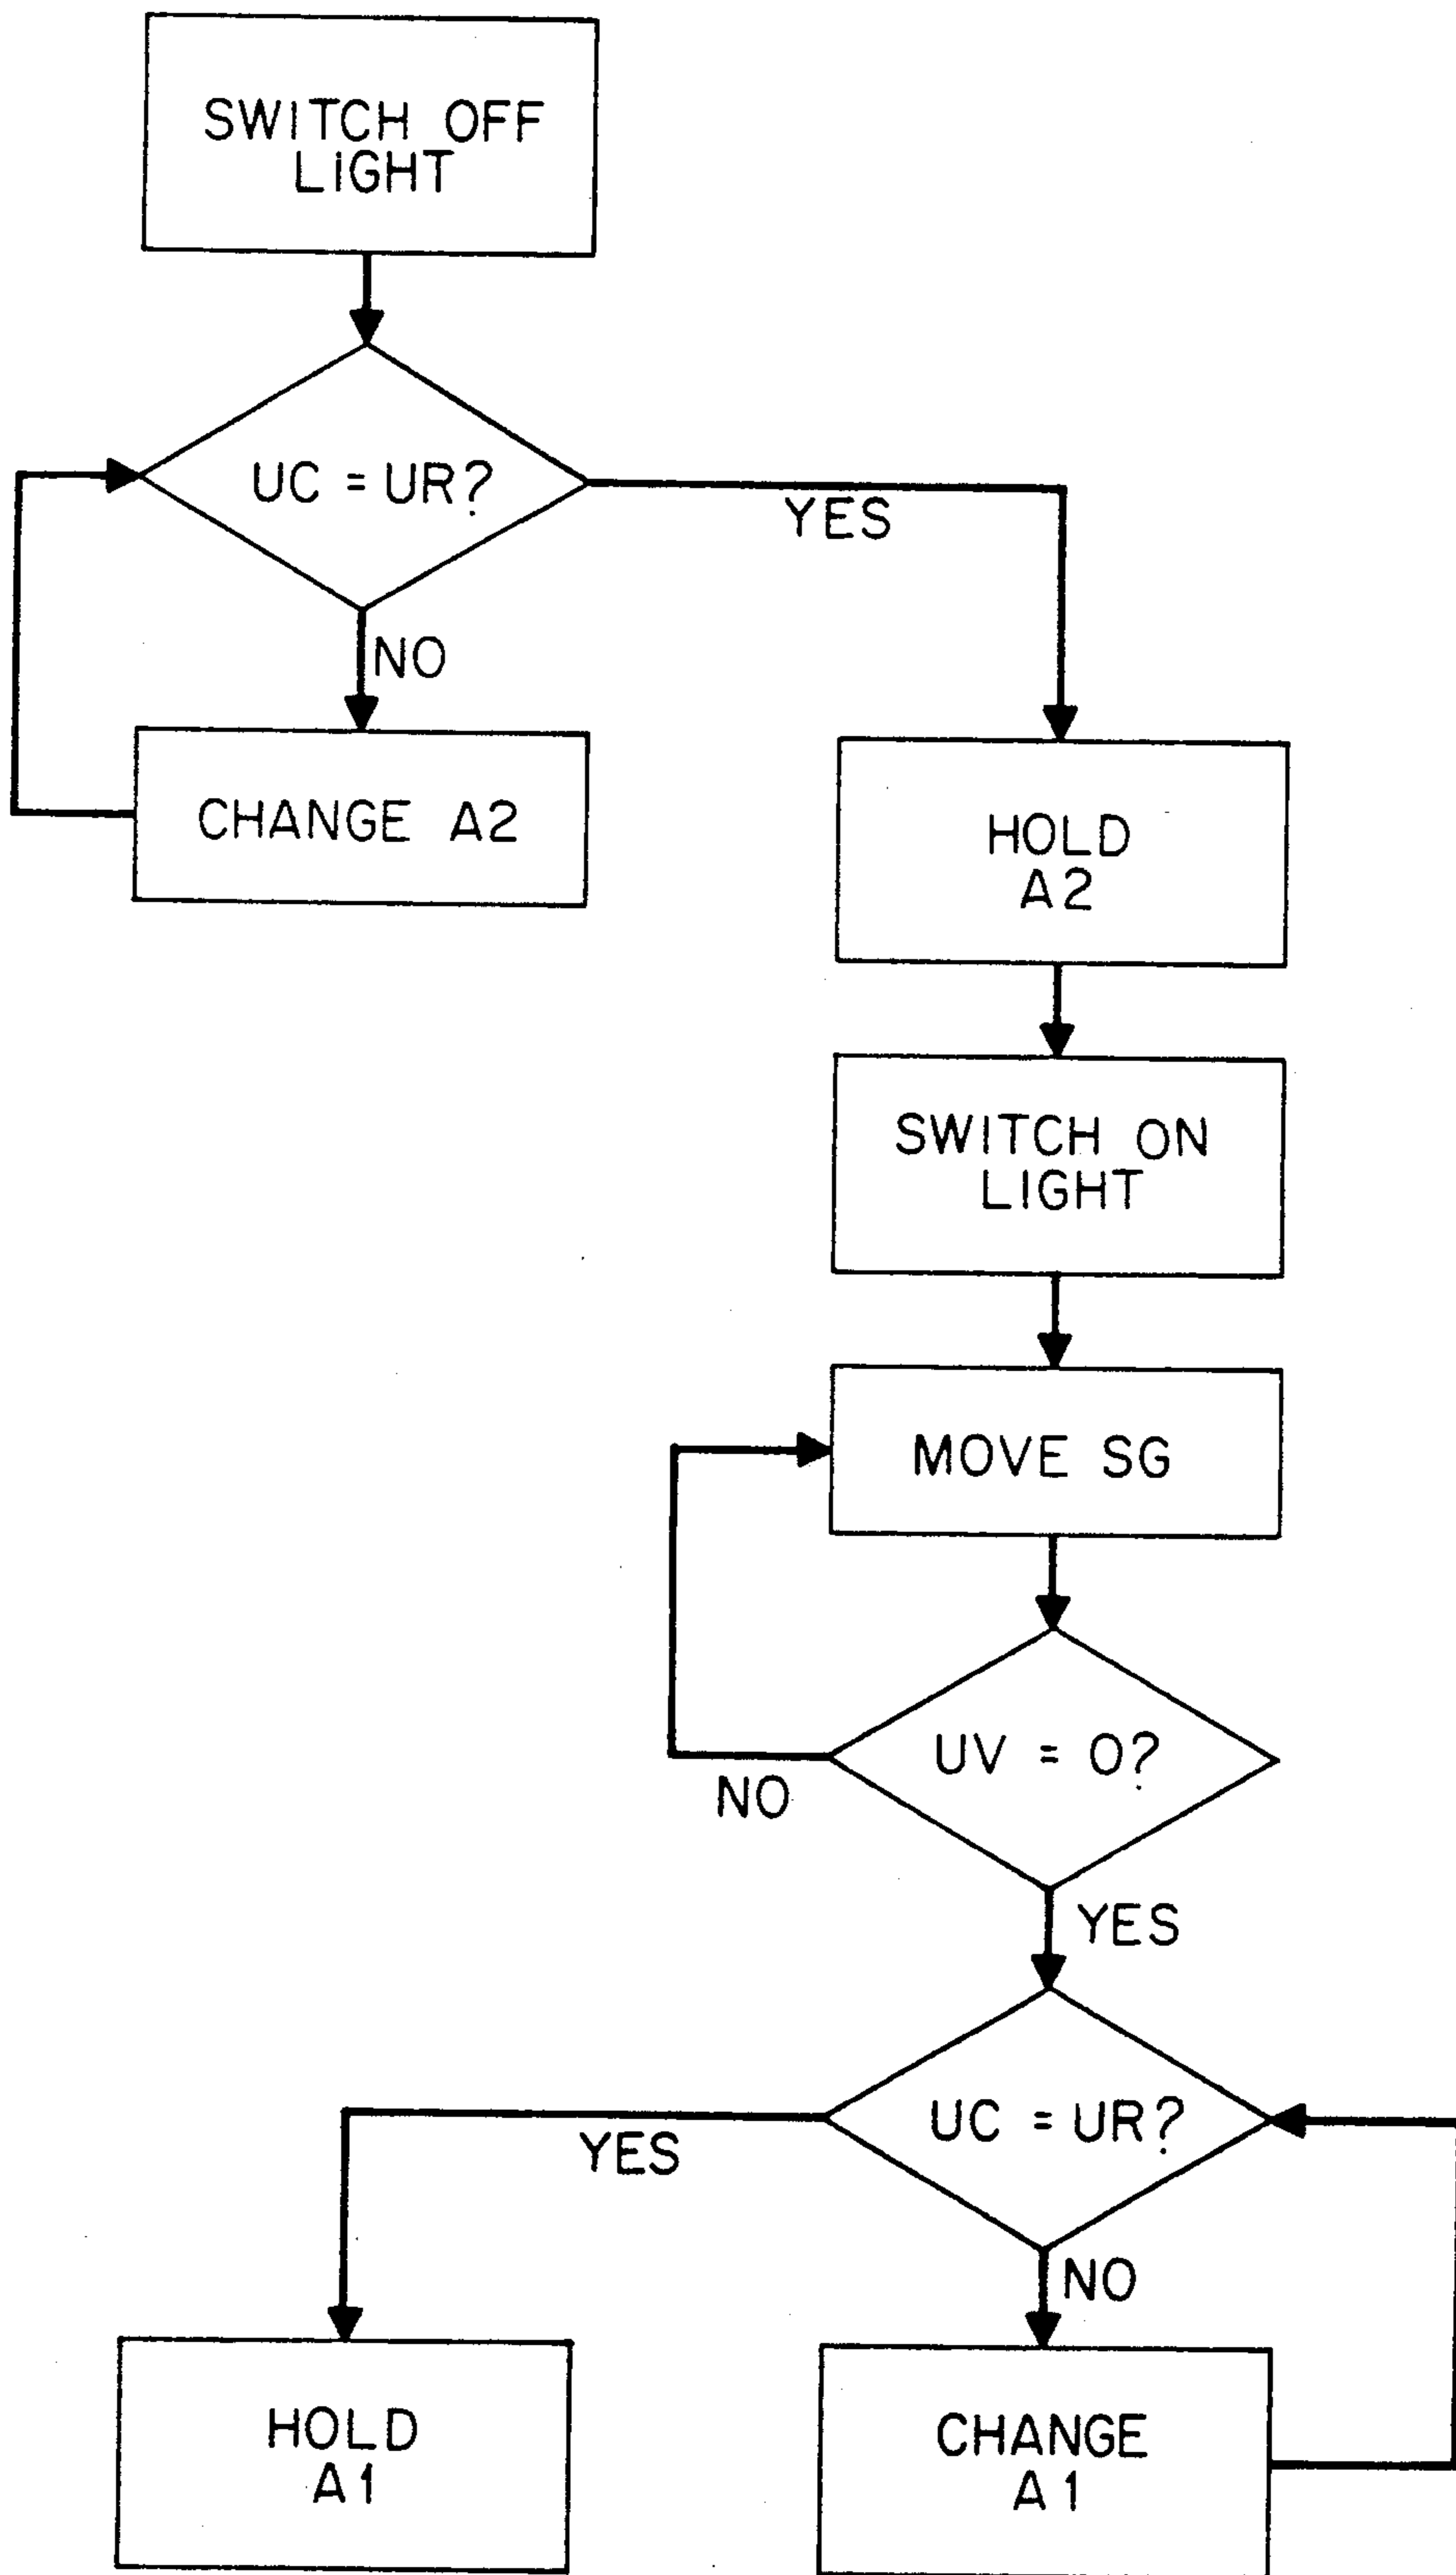 SWITCH OFF
LIGHT
UC = UR?
YES
NO
CHANGE A2
HOLD
A2
SWITCH ON
LIGHT
MOVE SG
UV = 0?
NO
YES
UC = UR?
YES
NO
HOLD
A1
CHANGE
A1